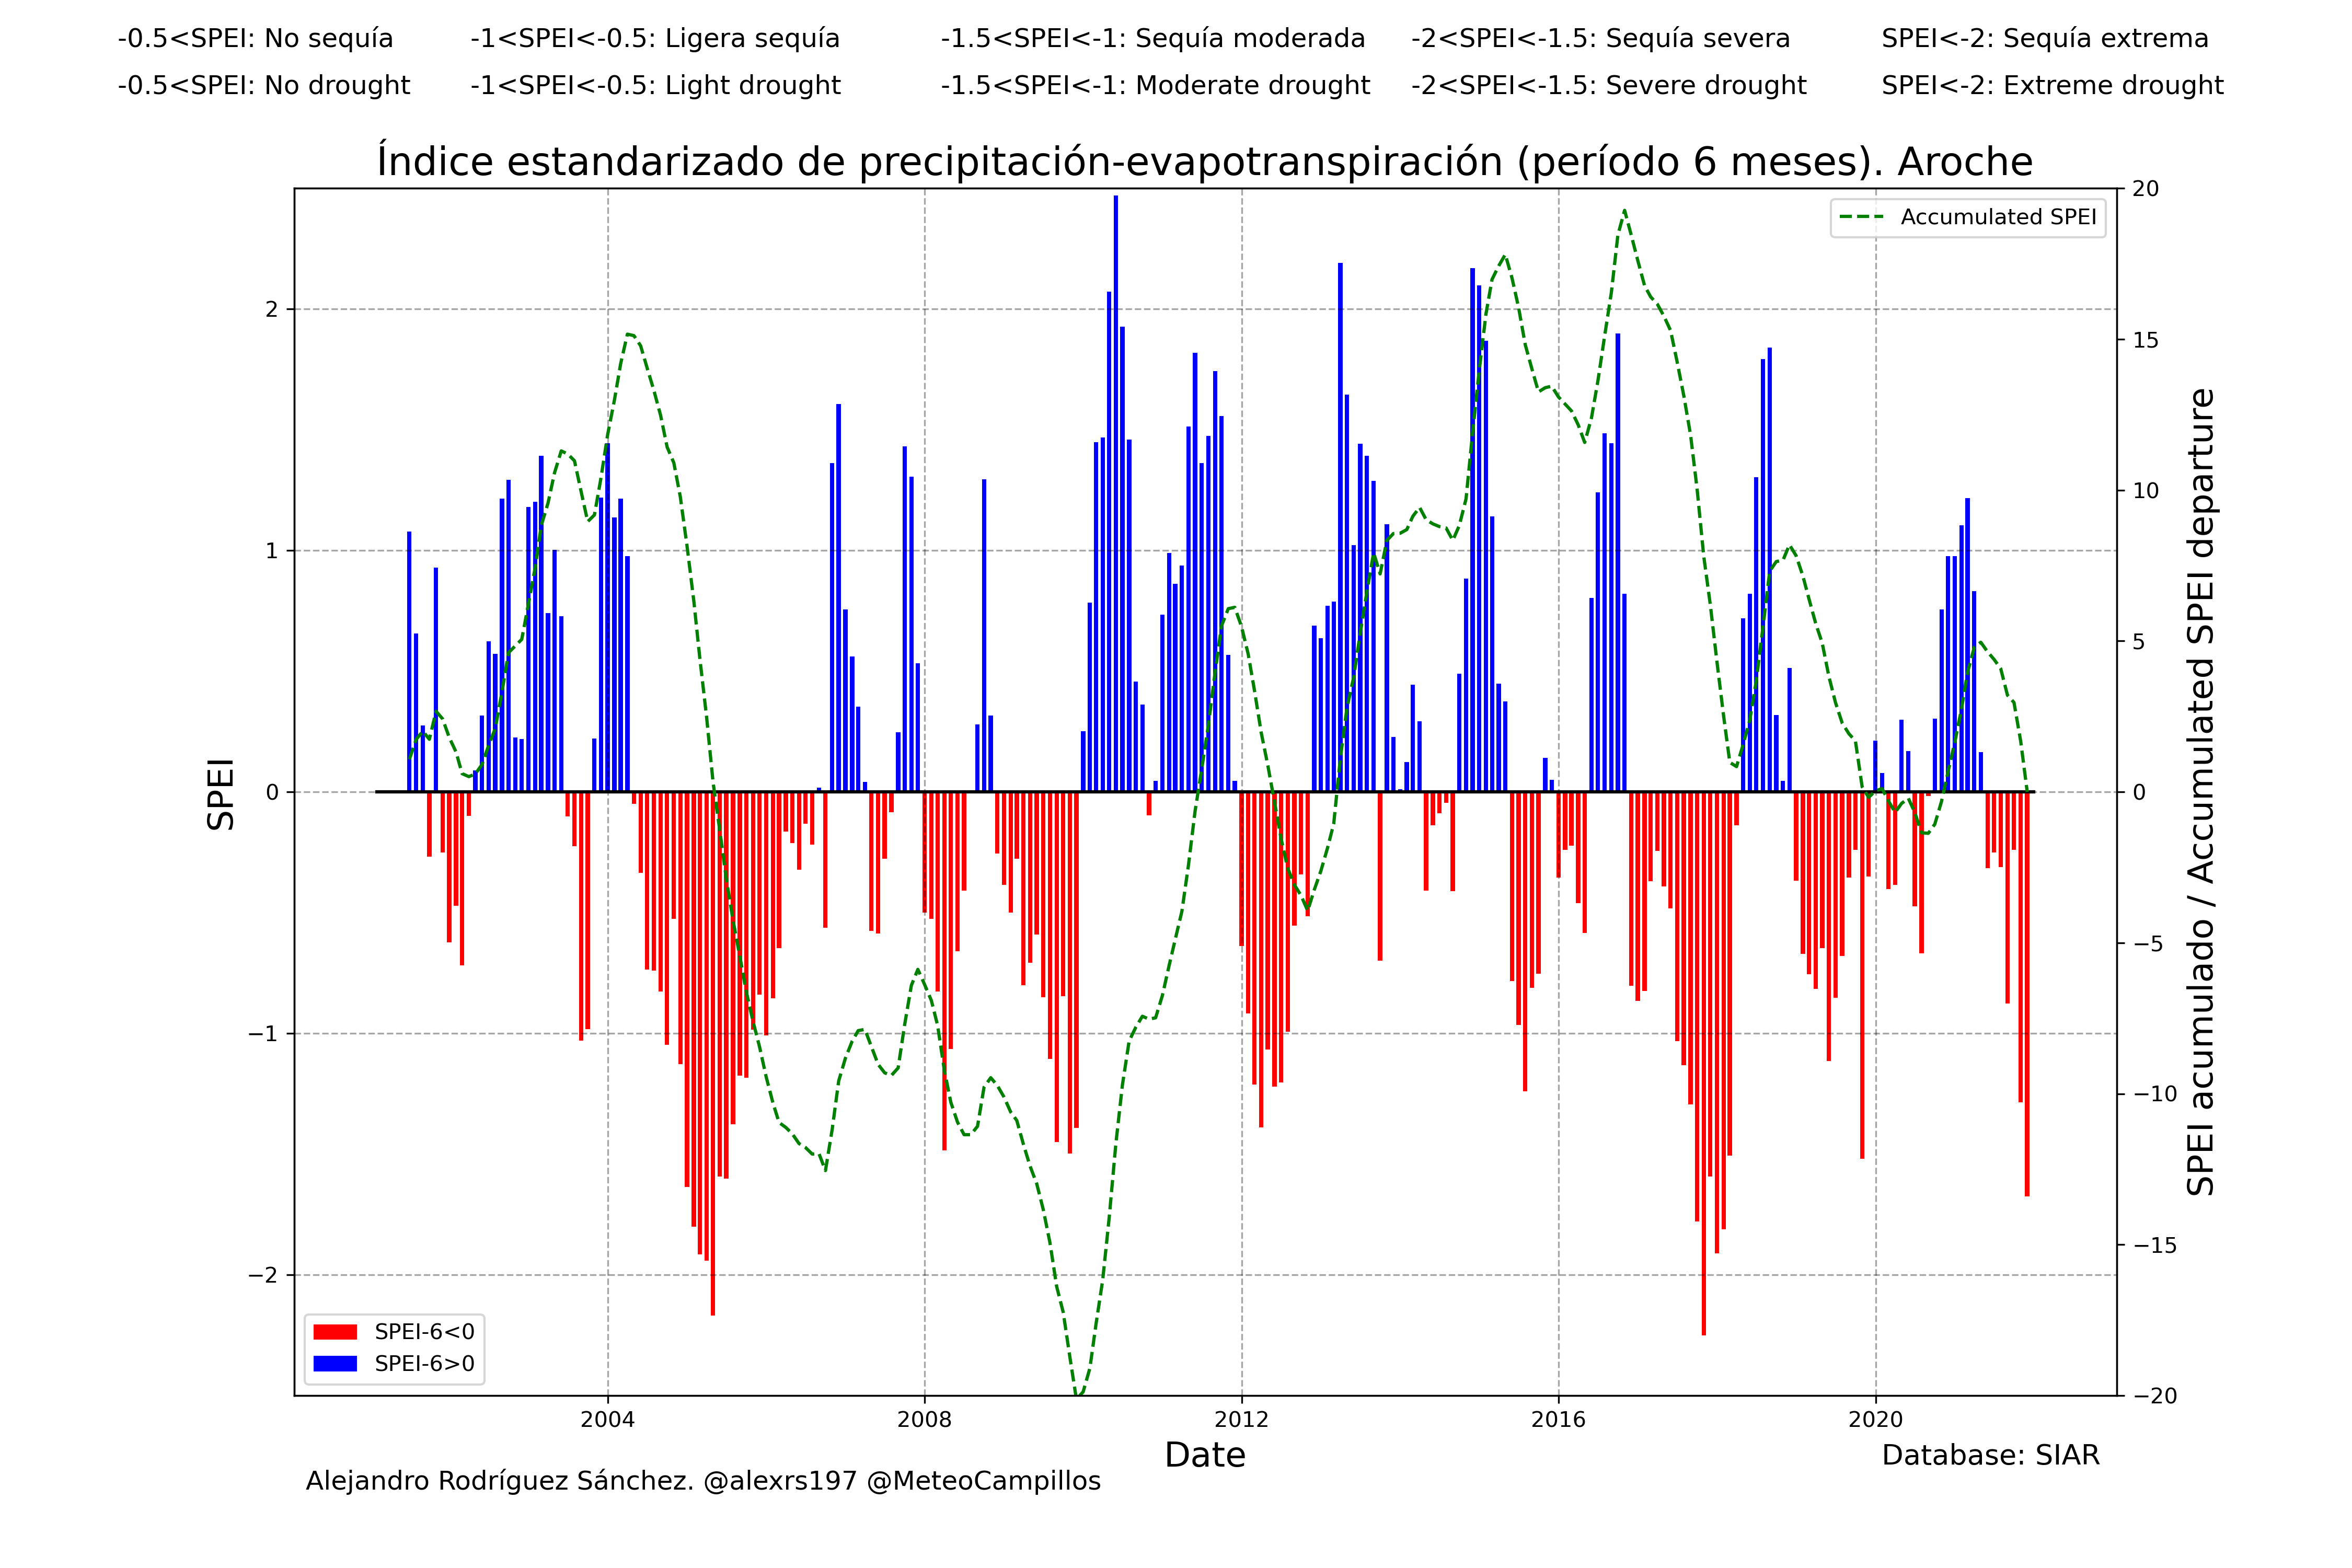 -0.5<SPEI: No sequía -1<SPEI<-0.5: Ligera sequía -1.5<SPEI<-1: Sequía moderada -2<SPEI<-1.5: Sequía severa SPEI<-2: Sequía extrema
-0.5<SPEI: No drought -1<SPEI<-0.5: Light drought -1.5<SPEI<-1: Moderate drought -2<SPEI<-1.5: Severe drought SPEI<-2: Extreme drought
Índice estandarizado de precipitación-evapotranspiración (período 6 meses). Aroche
Accumulated SPEI
SPEI
2
1
0
−1
−2
20
15
10
5
0
−5
−10
−15
−20
SPEI acumulado / Accumulated SPEI departure
SPEI-6<0
SPEI-6>0
2004 2008 2012 2016 2020
Date
Database: SIAR
Alejandro Rodríguez Sánchez. @alexrs197 @MeteoCampillos